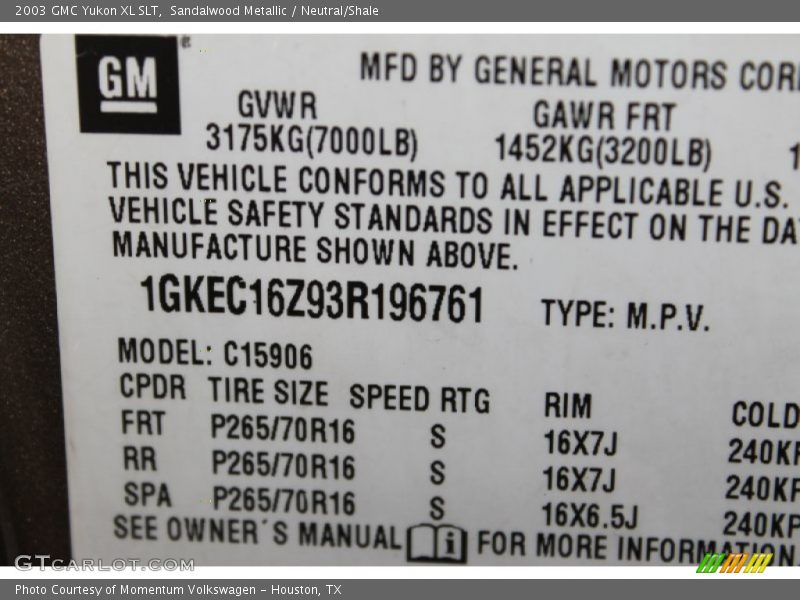 2003 GMC Yukon XL SLT, Sandalwood Metallic / Neutral/Shale
GM
®
MFD BY GENERAL MOTORS
GVWR GAWR FRT
3175KG(7000LB) 1452KG(3200LB)
THIS VEHICLE CONFORMS TO ALL APPLICABLE U.S.
VEHICLE SAFETY STANDARDS IN EFFECT ON THE
MANUFACTURE SHOWN ABOVE.
1GKEC16Z93R196761 TYPE: M.P.V.
MODEL: C15906
CPDR TIRE SIZE SPEED RTG RIM COLD
FRT P265/70R16 S 16X7J 240KP
RR P265/70R16 S 16X7J 240KP
SPA P265/70R16 S 16X6.5J 240KP
SEE OWNER'S MANUAL i FOR MORE INFORMATION
GTCARLOT.COM
Photo Courtesy of Momentum Volkswagen - Houston, TX